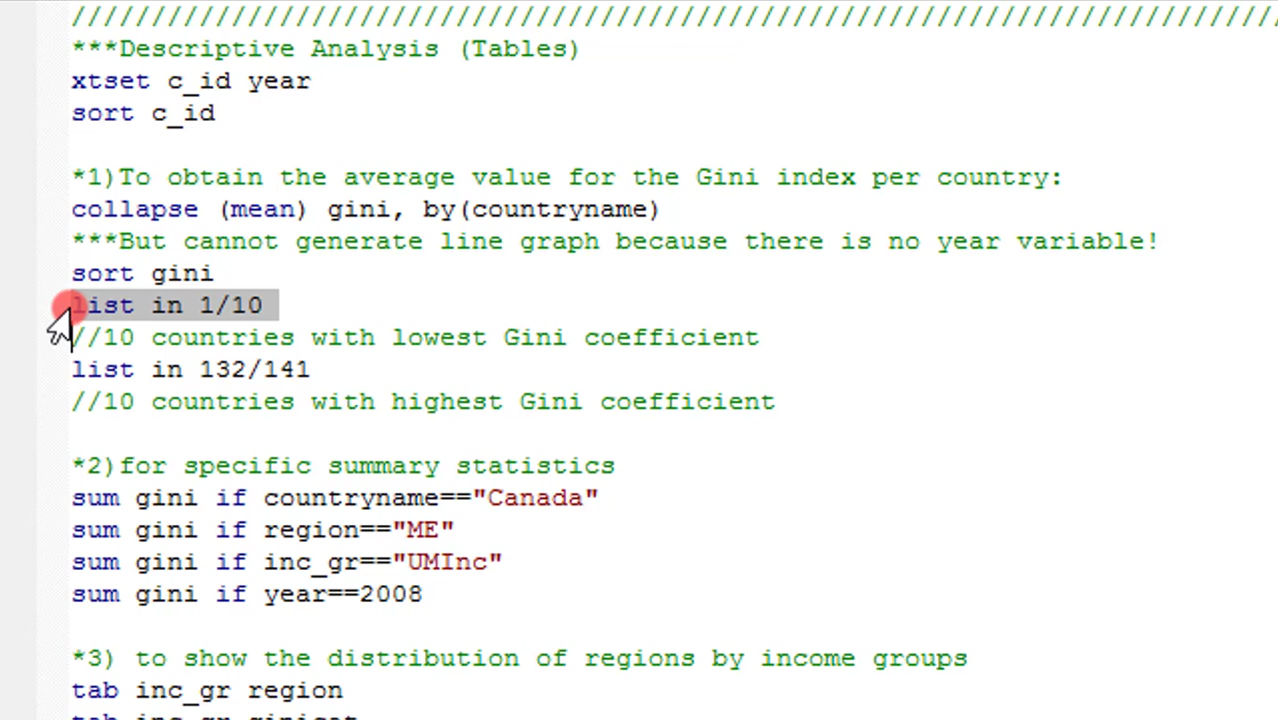 ////////////////////////////////////////////////////////////////////////////
***Descriptive Analysis (Tables)
xtset c_id year
sort c_id
*1)To obtain the average value for the Gini index per country:
collapse (mean) gini, by(countryname)
***But cannot generate line graph because there is no year variable!
sort gini
list in 1/10
//10 countries with lowest Gini coefficient
list in 132/141
//10 countries with highest Gini coefficient
*2)for specific summary statistics
sum gini if countryname=="Canada"
sum gini if region=="ME"
sum gini if inc_gr=="UMInc"
sum gini if year==2008
*3) to show the distribution of regions by income groups
tab inc_gr region
tab inc_gr ginicat